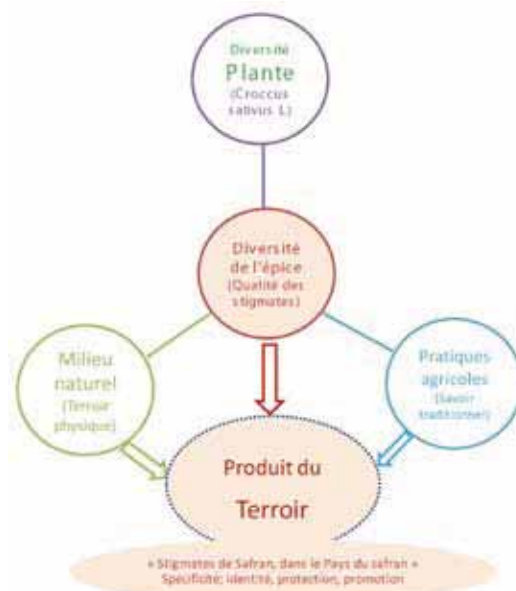 Diversité
Plante
(Croccus
sativus L)
Diversité
de l'épice
(Qualité des
stigmates)
Milieu
naturel
(Terroir
physique)
Pratiques
agricoles
(Savoir
traditionner)
Produit du
Terroir
« Stigmates de Safran, dans le Pays du safran »
Spécificité, identité, protection, promotion